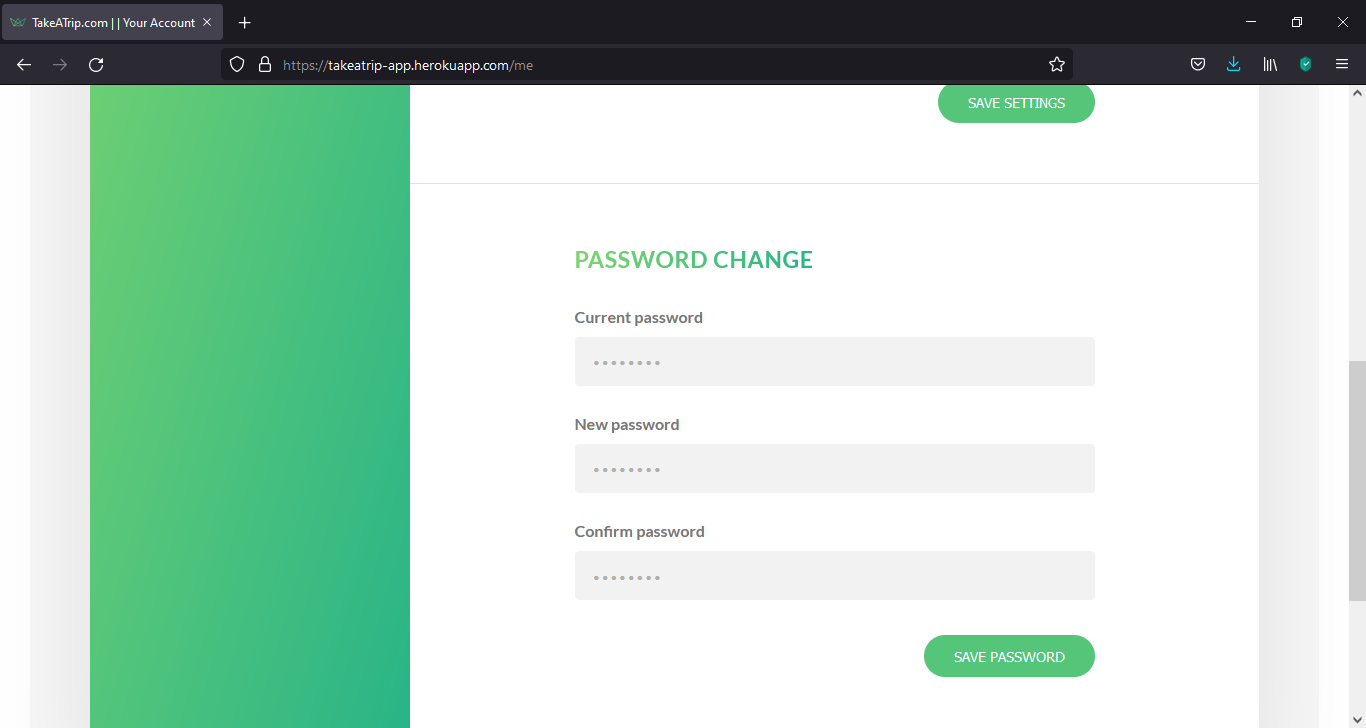 TakeATrip.com | | Your Account
https://takeatrip-app.herokuapp.com/me
SAVE SETTINGS
PASSWORD CHANGE
Current password
••••••••
New password
••••••••
Confirm password
••••••••
SAVE PASSWORD